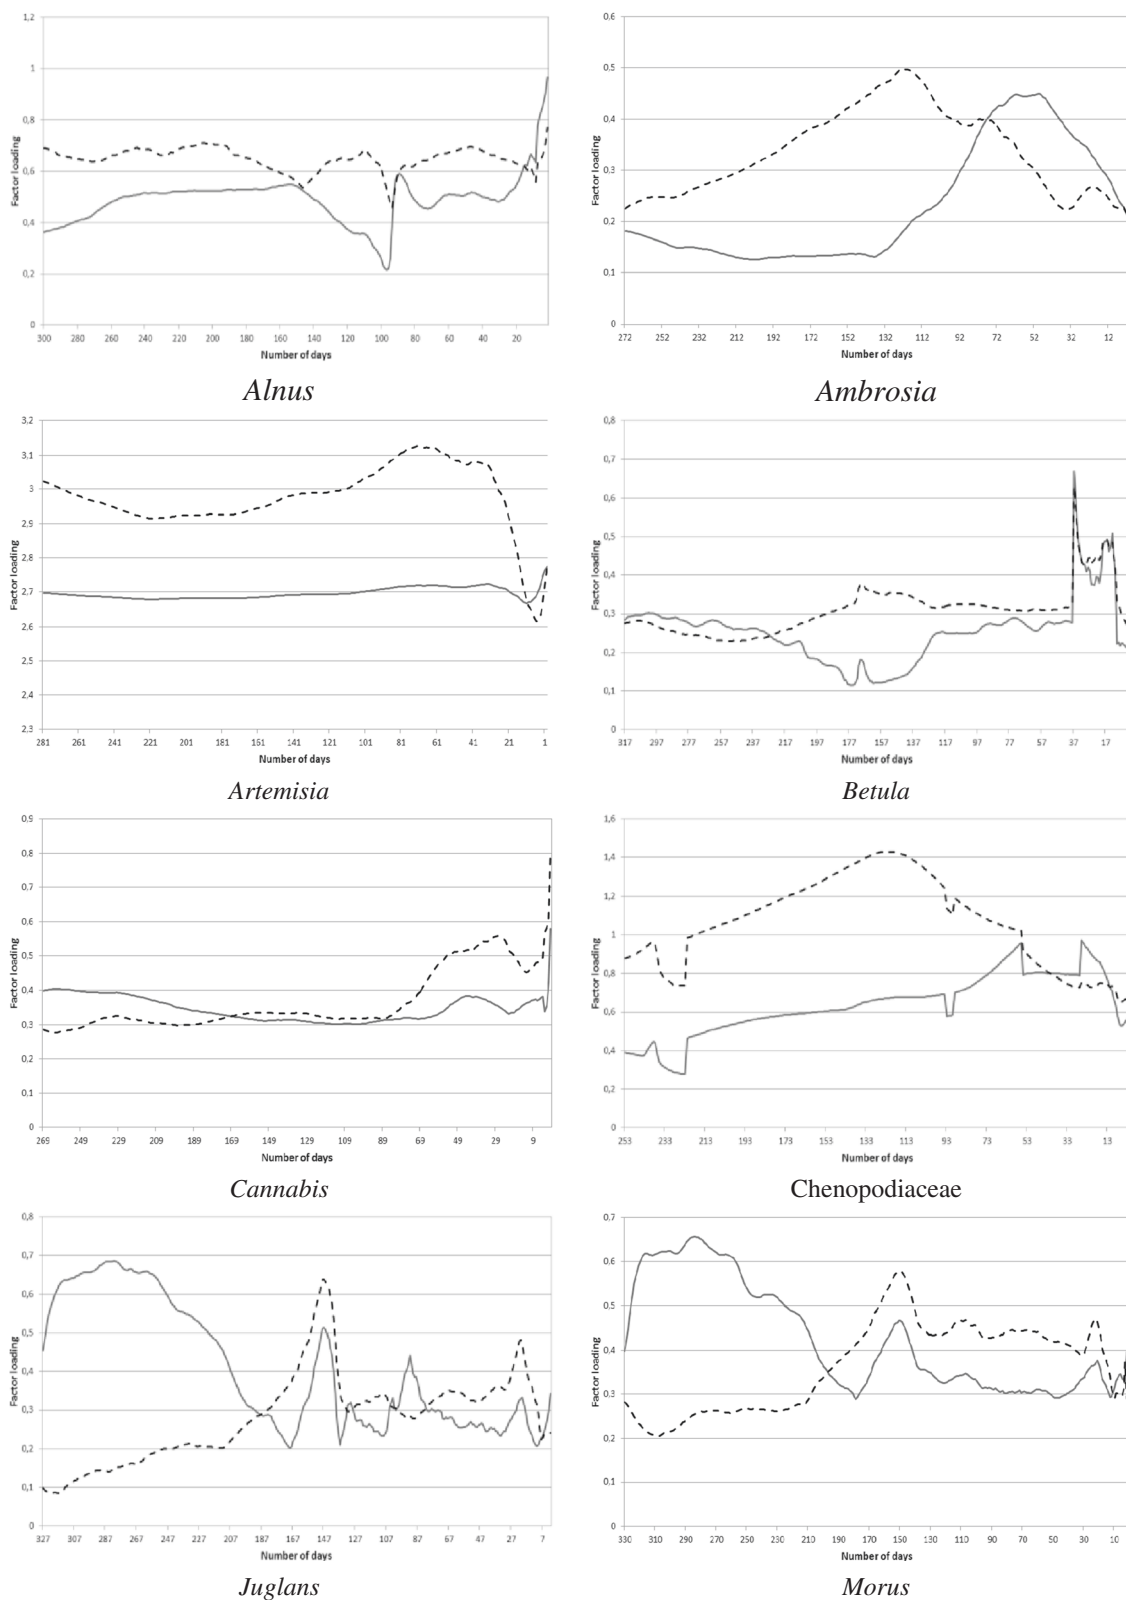 1,2
1
0,8
0,6
0,4
0,2
0
Factor loading
300 280 260 240 220 200 180 160 140 120 100 80 60 40 20
Number of days
Alnus
0,6
0,5
0,4
0,3
0,2
0,1
0
Factor loading
272 252 232 212 192 172 152 132 112 92 72 52 32 12
Number of days
Ambrosia
3,2
3,1
3
2,9
2,8
2,7
2,6
2,5
2,4
2,3
Factor loading
281 261 241 221 201 181 151 141 121 101 81 61 41 21 1
Number of days
Artemisia
0,8
0,7
0,6
0,5
0,4
0,3
0,2
0,1
0
Factor loading
317 297 277 257 237 217 197 177 157 137 117 97 77 57 37 17
Number of days
Betula
0,9
0,8
0,7
0,6
0,5
0,4
0,3
0,2
0,1
0
Factor loading
269 249 229 209 189 169 149 129 109 89 69 49 29 9
Number of days
Cannabis
1,6
1,4
1,2
1
0,8
0,6
0,4
0,2
0
Factor loading
253 233 213 193 173 153 133 113 93 73 53 33 13
Number of days
Chenopodiaceae
0,8
0,7
0,6
0,5
0,4
0,3
0,2
0,1
0
Factor loading
327 307 287 267 247 227 207 187 167 147 127 107 87 67 47 27 7
Number of days
Juglans
0,7
0,6
0,5
0,4
0,3
0,2
0,1
0
Factor loading
330 310 290 270 250 230 210 190 170 150 130 110 90 70 50 30 10
Number of days
Morus